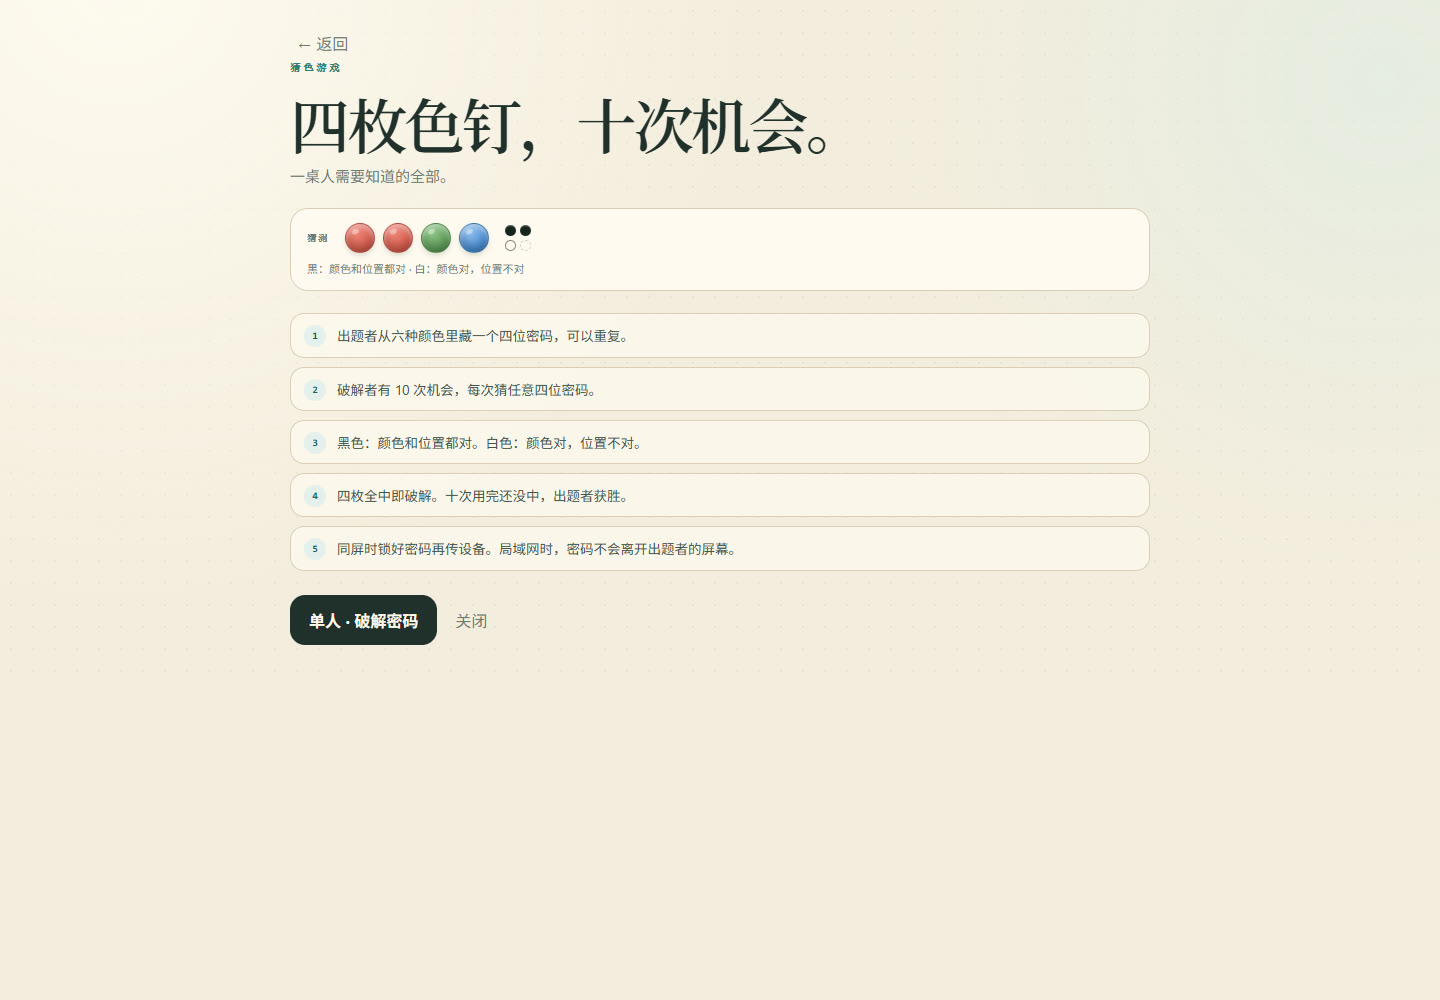 ← 返回
猜色游戏
四枚色钉，十次机会。
一桌人需要知道的全部。
猜测
黑：颜色和位置都对 · 白：颜色对，位置不对
1 出题者从六种颜色里藏一个四位密码，可以重复。
2 破解者有 10 次机会，每次猜任意四位密码。
3 黑色：颜色和位置都对。白色：颜色对，位置不对。
4 四枚全中即破解。十次用完还没中，出题者获胜。
5 同屏时锁好密码再传设备。局域网时，密码不会离开出题者的屏幕。
单人 · 破解密码 关闭